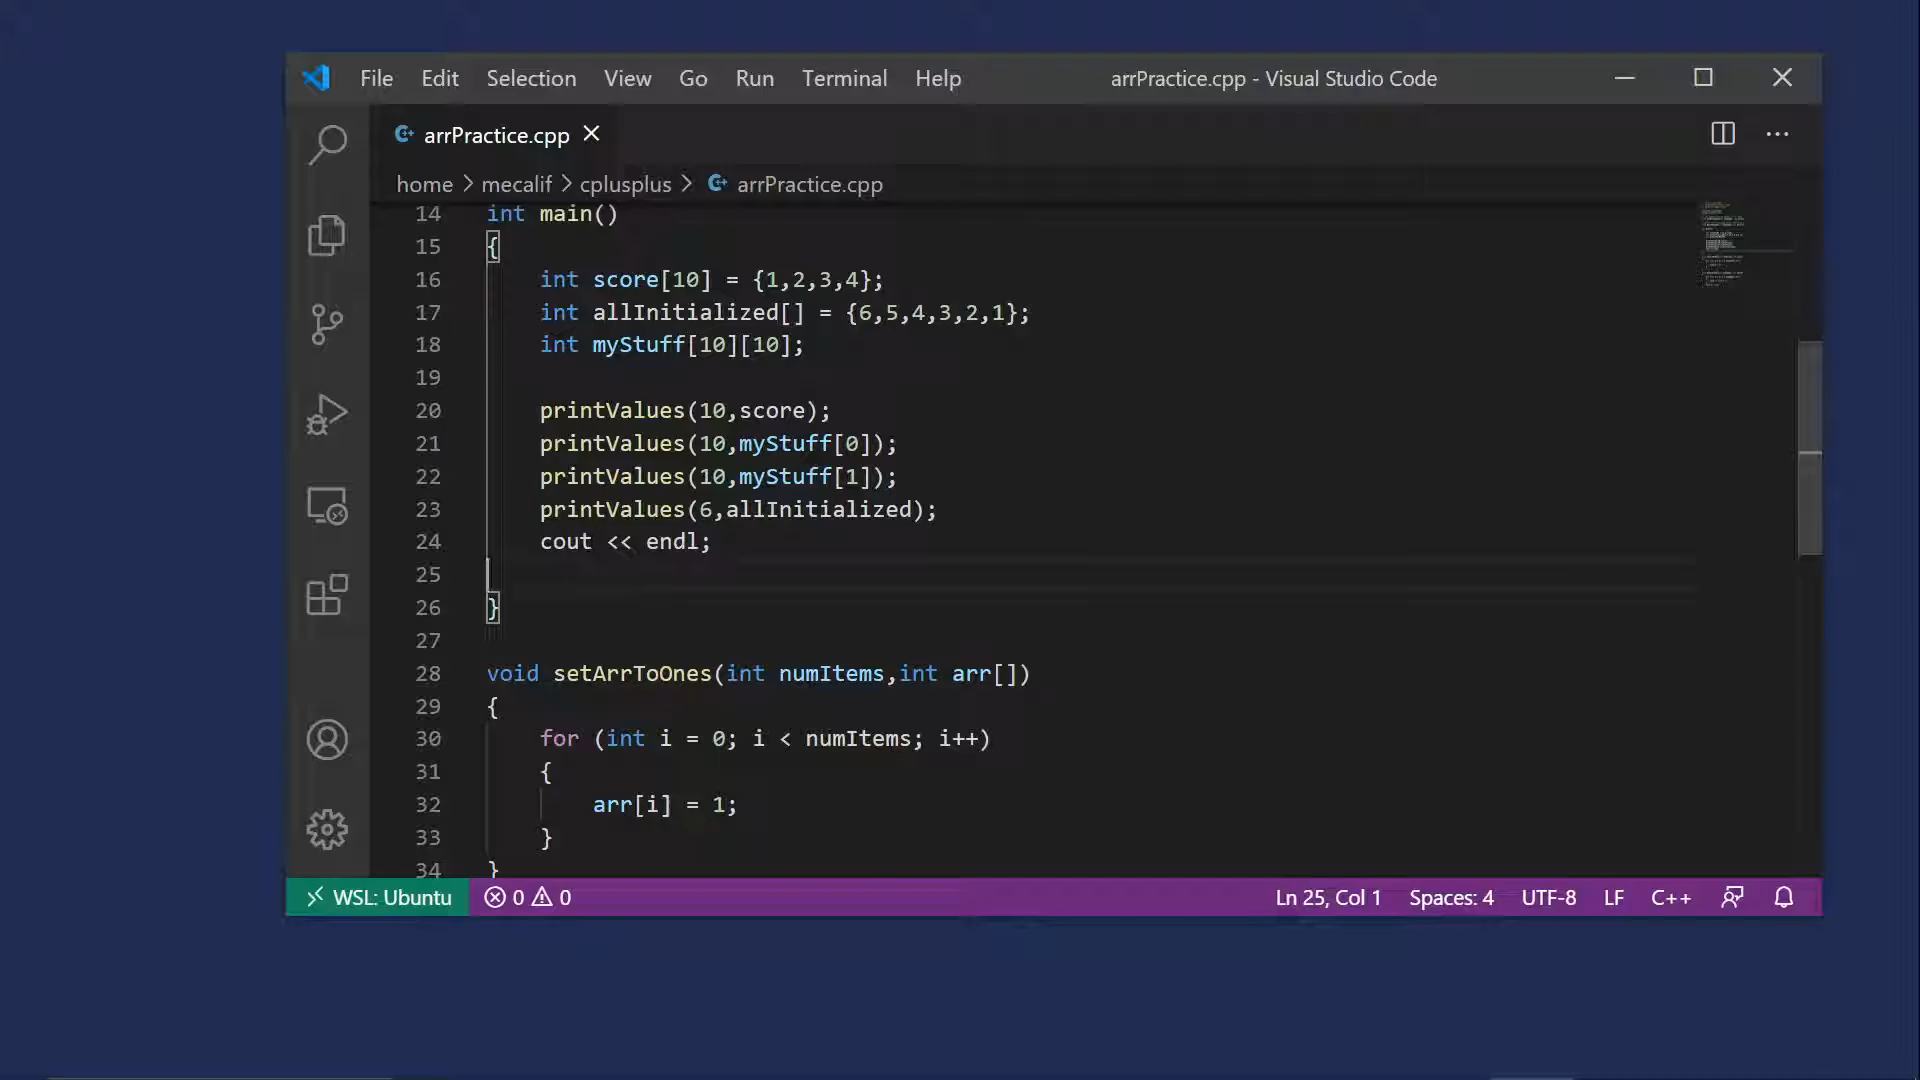 File Edit Selection View Go Run Terminal Help arrPractice.cpp - Visual Studio Code
arrPractice.cpp
home > mecalif > cplusplus > arrPractice.cpp
14 int main()
15 {
16 int score[10] = {1,2,3,4};
17 int allInitialized[] = {6,5,4,3,2,1};
18 int myStuff[10][10];
19
20 printValues(10,score);
21 printValues(10,myStuff[0]);
22 printValues(10,myStuff[1]);
23 printValues(6,allInitialized);
24 cout << endl;
25
26 }
27
28 void setArrToOnes(int numItems,int arr[])
29 {
30 for (int i = 0; i < numItems; i++)
31 {
32 arr[i] = 1;
33 }
34 }
WSL: Ubuntu 0 0 Ln 25, Col 1 Spaces: 4 UTF-8 LF C++